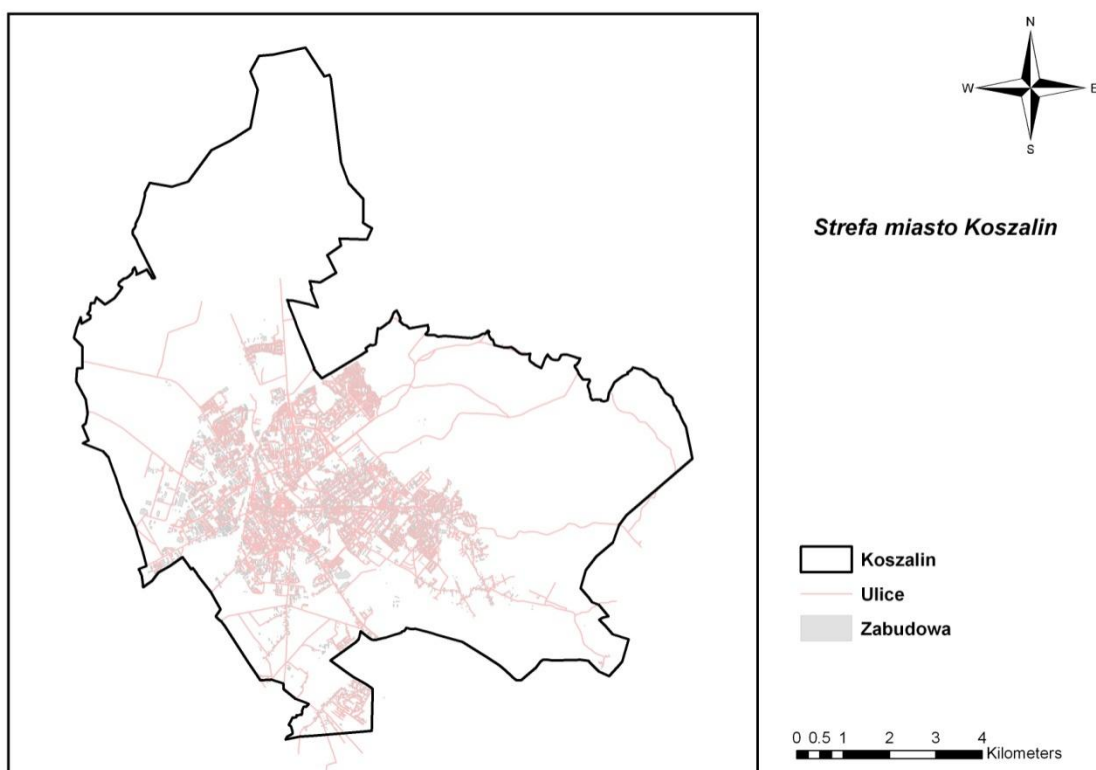 N
W E
S
Strefa miasto Koszalin
Koszalin
Ulice
Zabudowa
0 0.5 1 2 3 4
Kilometers